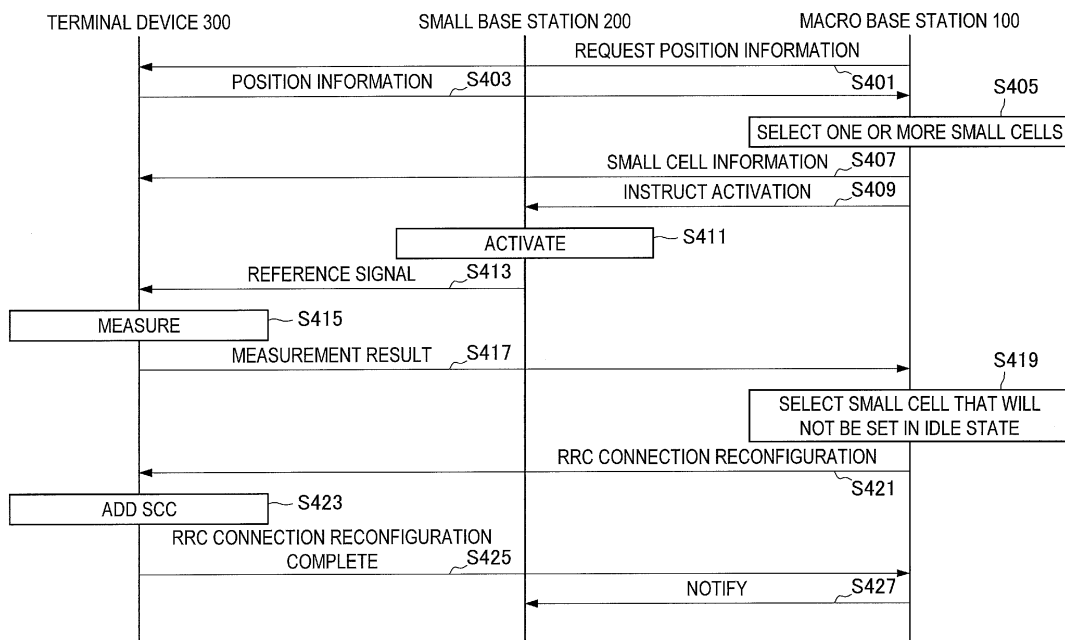 TERMINAL DEVICE 300
SMALL BASE STATION 200
MACRO BASE STATION 100
REQUEST POSITION INFORMATION
S401
POSITION INFORMATION
S403
S405
SELECT ONE OR MORE SMALL CELLS
SMALL CELL INFORMATION
S407
INSTRUCT ACTIVATION
S409
ACTIVATE
S411
REFERENCE SIGNAL
S413
MEASURE
S415
MEASUREMENT RESULT
S417
S419
SELECT SMALL CELL THAT WILL
NOT BE SET IN IDLE STATE
RRC CONNECTION RECONFIGURATION
S421
ADD SCC
S423
RRC CONNECTION RECONFIGURATION
COMPLETE
S425
NOTIFY
S427